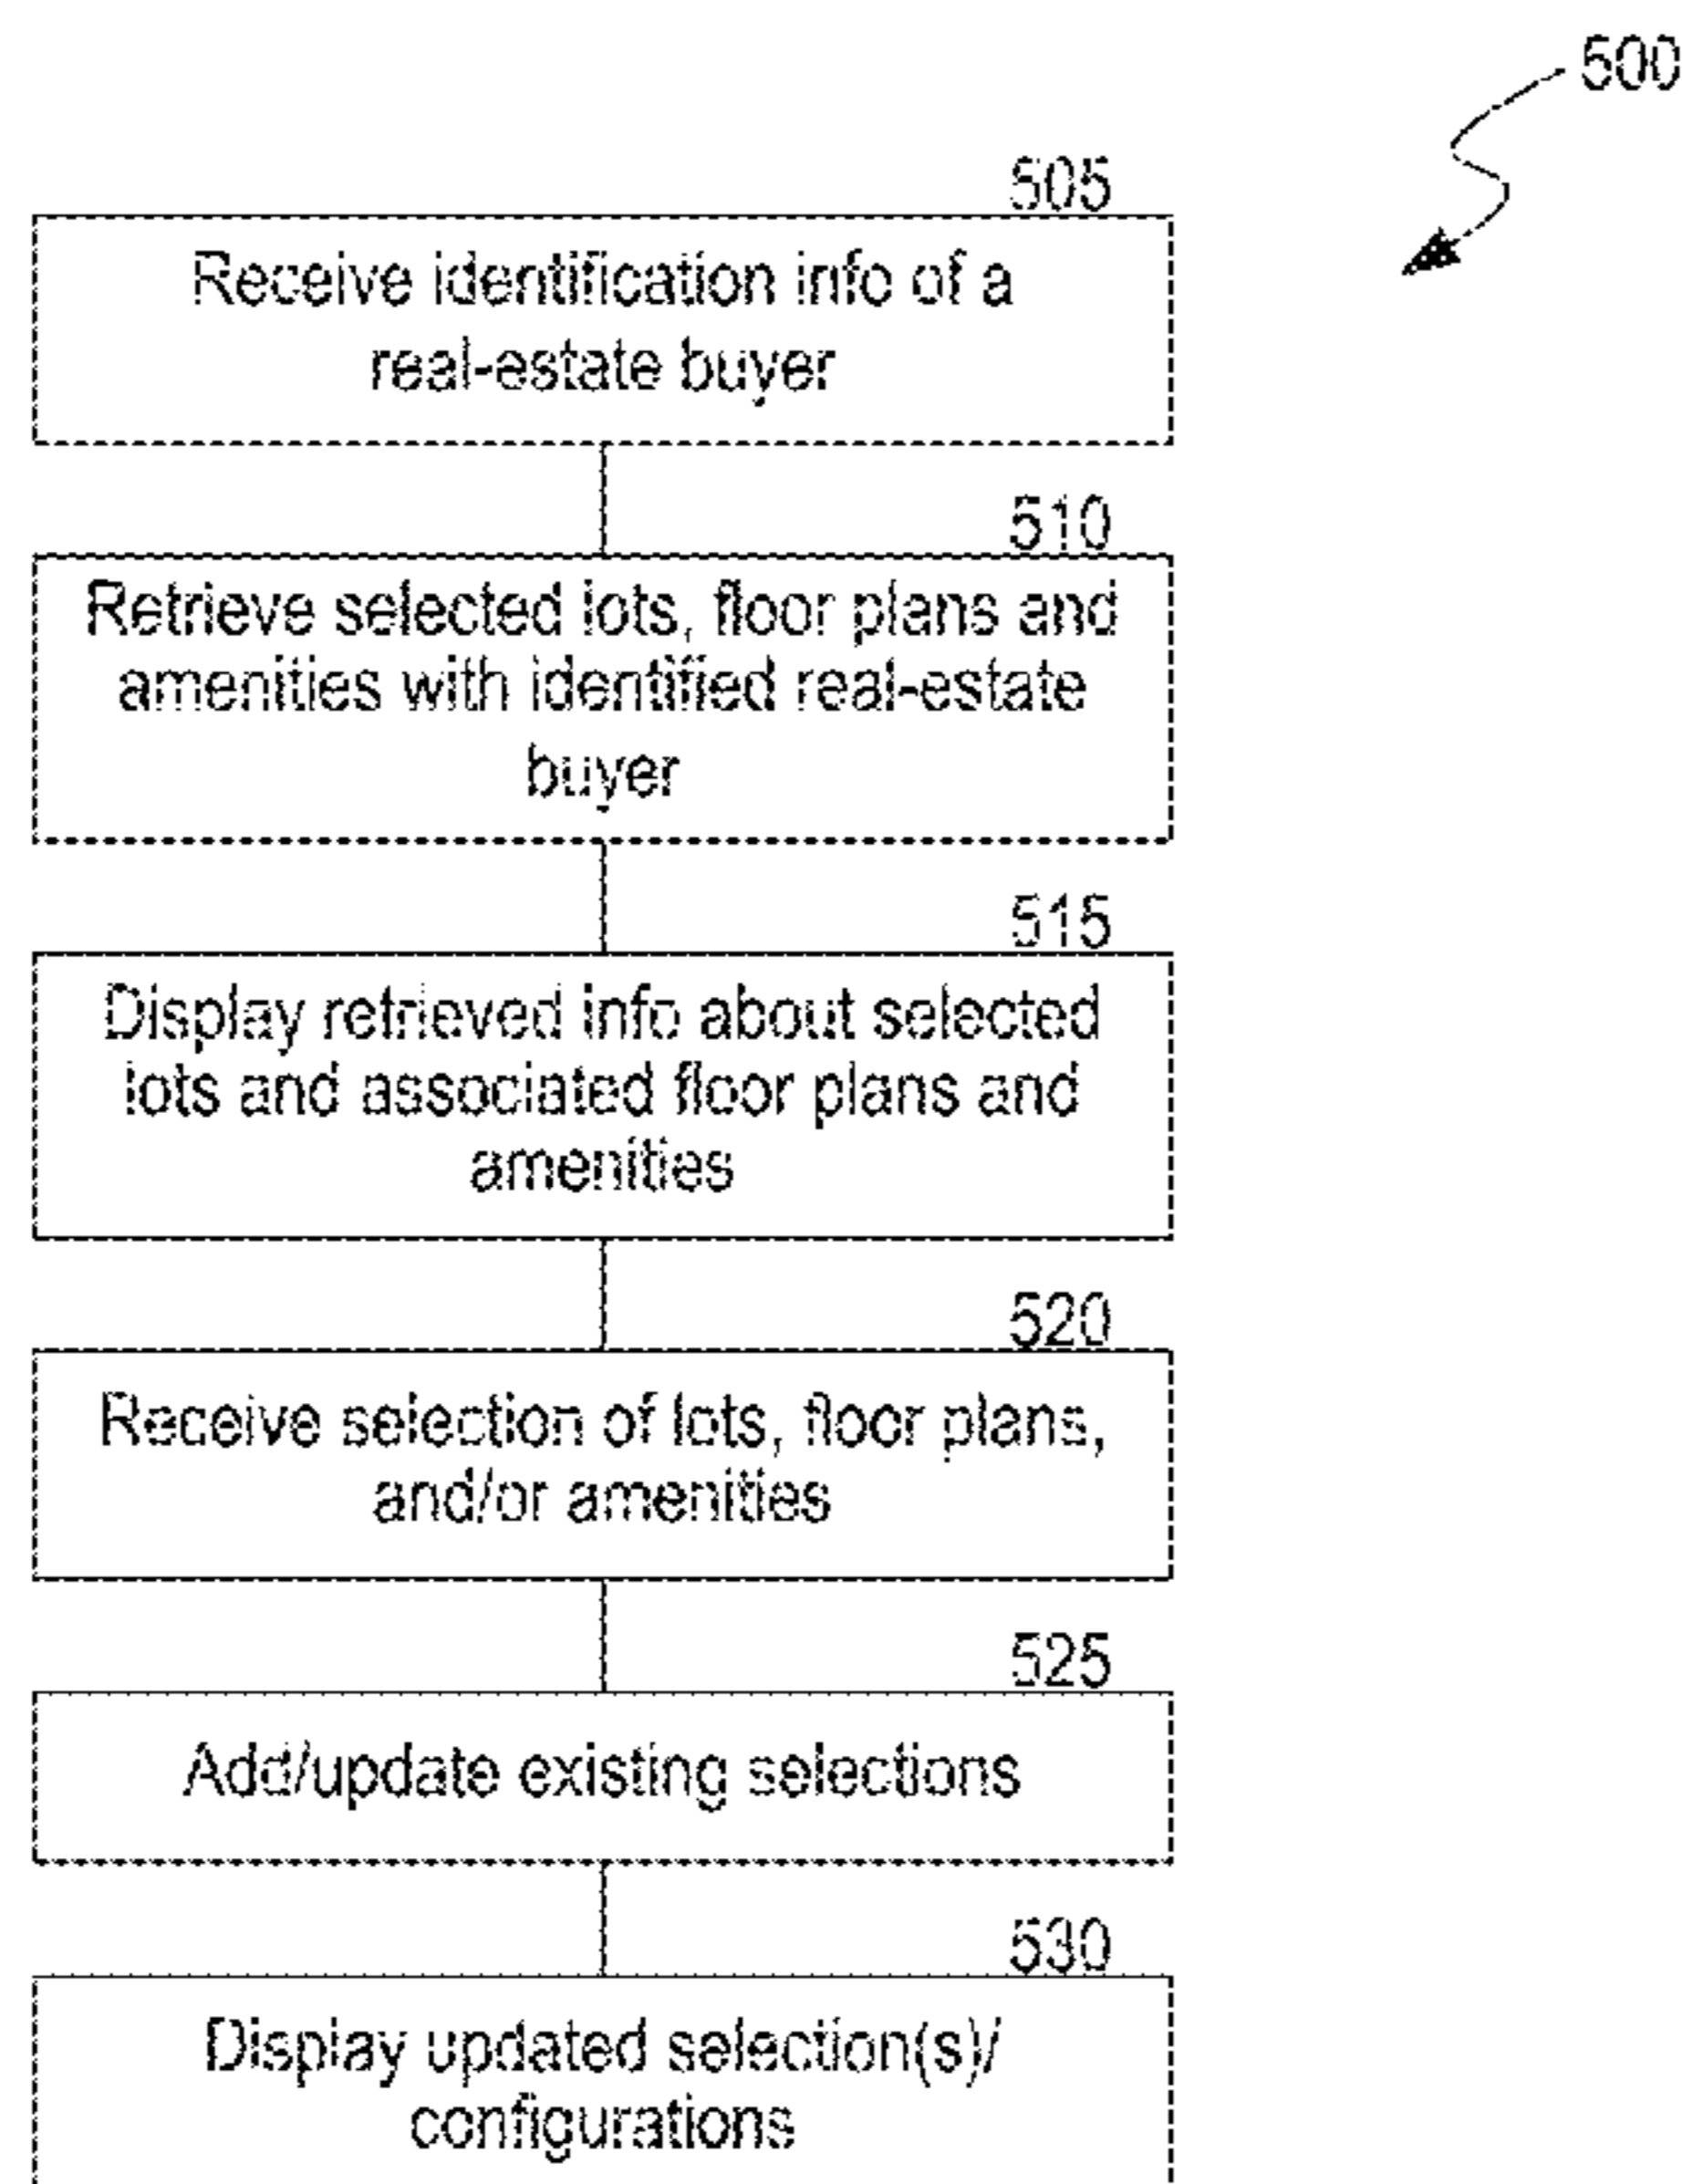 500
505
Receive identification info of a
real-estate buyer
510
Retrieve selected lots, floor plans and
amenities with identified real-estate
buyer
515
Display retrieved info about selected
lots and associated floor plans and
amenities
520
Receive selection of lots, floor plans,
and/or amenities
525
Add/update existing selections
530
Display updated selection(s)/
configurations